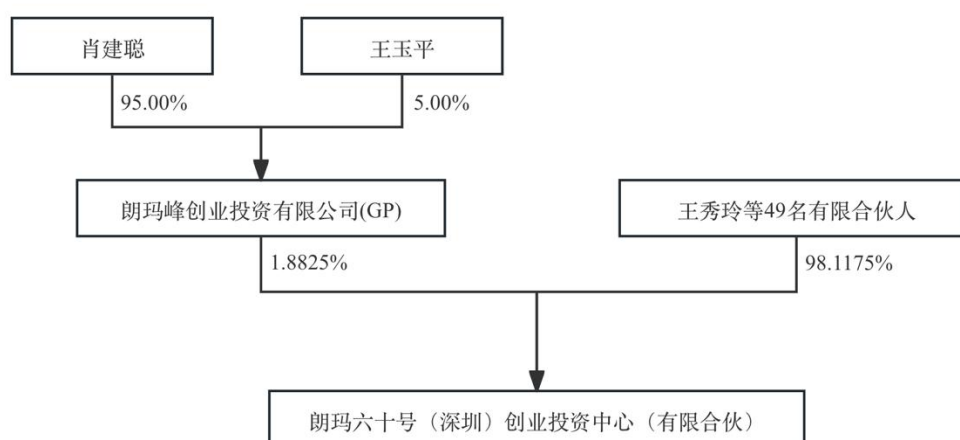 肖建聪
王玉平
95.00%
5.00%
朗玛峰创业投资有限公司(GP)
王秀玲等49名有限合伙人
1.8825%
98.1175%
朗玛六十号（深圳）创业投资中心（有限合伙）